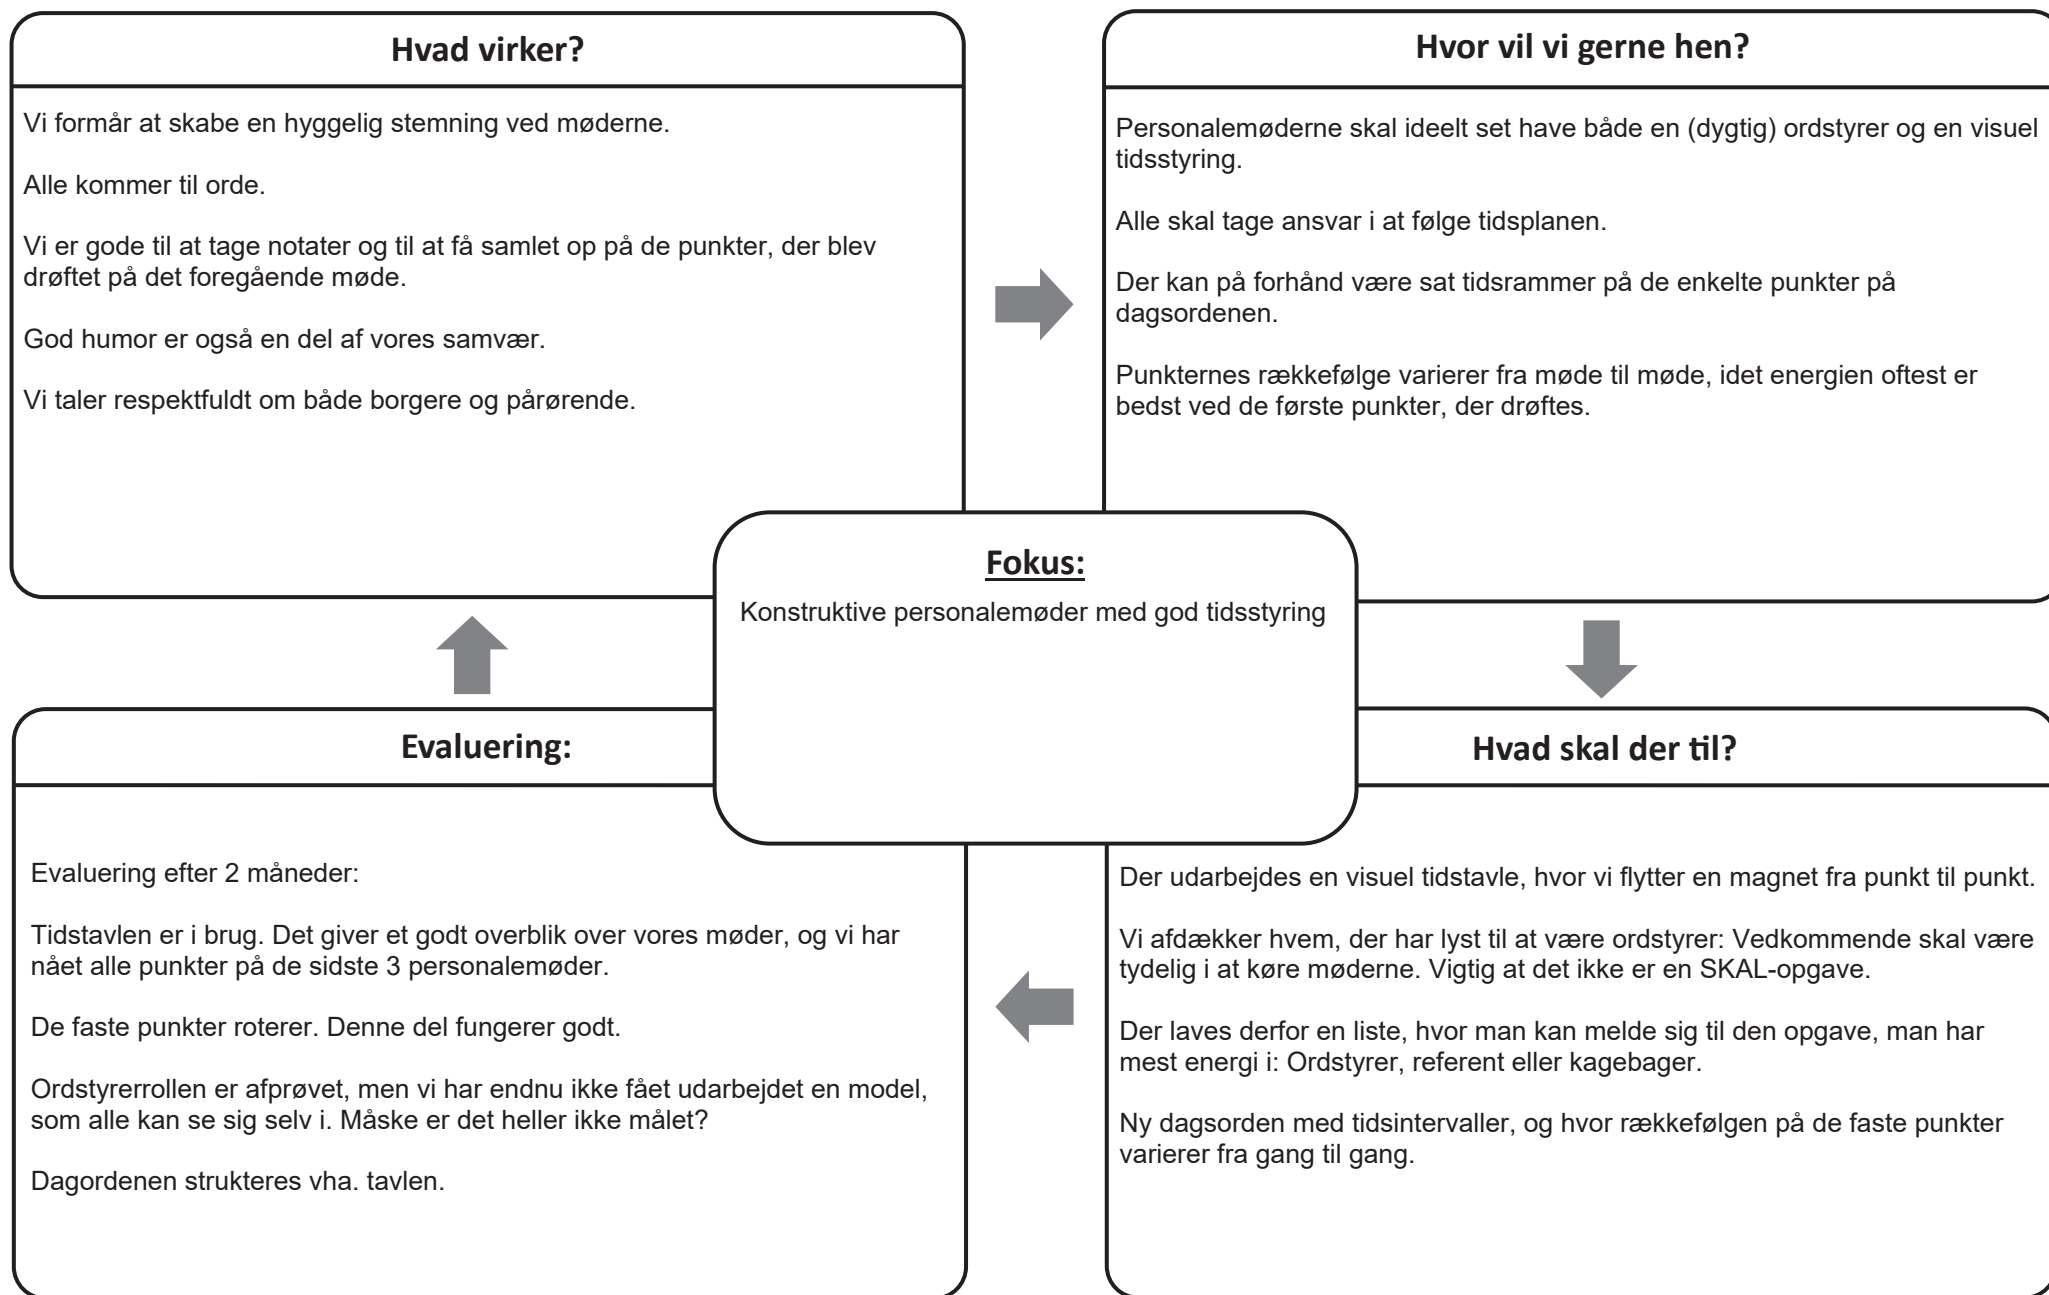 Hvad virker?
Vi formår at skabe en hyggelig stemning ved møderne.
Alle kommer til orde.
Vi er gode til at tage notater og til at få samlet op på de punkter, der blev
drøftet på det foregående møde.
God humor er også en del af vores samvær.
Vi taler respektfuldt om både borgere og pårørende.
Hvor vil vi gerne hen?
Personalemøderne skal ideelt set have både en (dygtig) ordstyrer og en visuel
tidsstyring.
Alle skal tage ansvar i at følge tidsplanen.
Der kan på forhånd være sat tidsrammer på de enkelte punkter på
dagsordenen.
Punkternes rækkefølge varierer fra møde til møde, idet energien oftest er
bedst ved de første punkter, der drøftes.
Fokus:
Konstruktive personalemøder med god tidsstyring
Hvad skal der til?
Der udarbejdes en visuel tidstavle, hvor vi flytter en magnet fra punkt til punkt.
Vi afdækker hvem, der har lyst til at være ordstyrer: Vedkommende skal være
tydelig i at køre møderne. Vigtig at det ikke er en SKAL-opgave.
Der laves derfor en liste, hvor man kan melde sig til den opgave, man har
mest energi i: Ordstyrer, referent eller kagebager.
Ny dagsorden med tidsintervaller, og hvor rækkefølgen på de faste punkter
varierer fra gang til gang.
Evaluering:
Evaluering efter 2 måneder:
Tidstavlen er i brug. Det giver et godt overblik over vores møder, og vi har
nået alle punkter på de sidste 3 personalemøder.
De faste punkter roterer. Denne del fungerer godt.
Ordstyrerrollen er afprøvet, men vi har endnu ikke fået udarbejdet en model,
som alle kan se sig selv i. Måske er det heller ikke målet?
Dagordenen strukteres vha. tavlen.